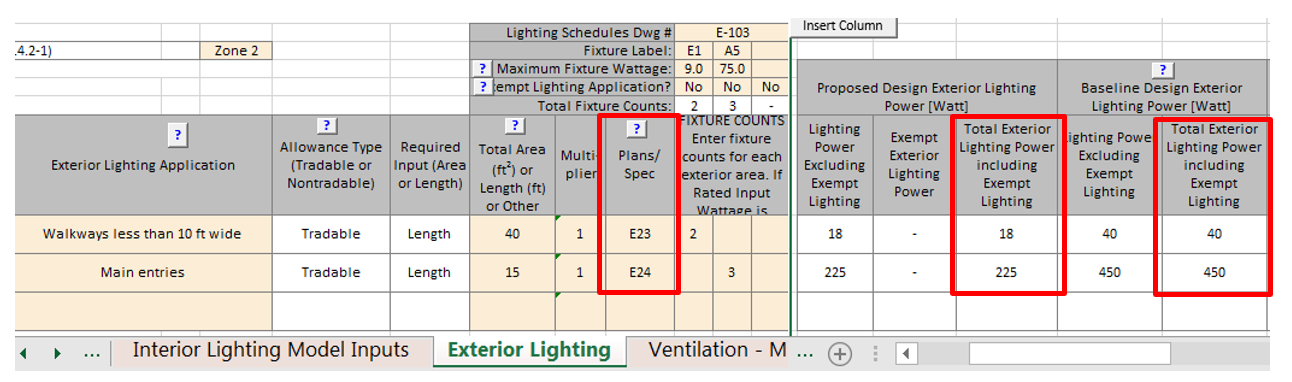 Lighting Schedules Dwg # E-103 Insert Column
.4.2-1) Zone 2 Fixture Label: E1 A5
? Maximum Fixture Wattage: 9.0 75.0
? Exempt Lighting Application? No No No
Total Fixture Counts: 2 3 -
Proposed Design Exterior Lighting
Power [Watt]
?
Baseline Design Exterior
Lighting Power [Watt]
?
Exterior Lighting Application
?
Allowance Type
(Tradable or
Nontradable)
Required
Input (Area
or Length)
?
Total Area
(ft²) or
Length (ft)
or Other
Multi-
plier
?
Plans/
Spec
FIXTURE COUNTS
Enter fixture
counts for each
exterior area. If
Rated Input
Wattage is
Lighting
Power
Excluding
Exempt
Lighting
Exempt
Exterior
Lighting
Power
Total Exterior
Lighting Power
including
Exempt
Lighting
Lighting Power
Excluding
Exempt
Lighting
Total Exterior
Lighting Power
including
Exempt
Lighting
Walkways less than 10 ft wide Tradable Length 40 1 E23 2 18 - 18 40 40
Main entries Tradable Length 15 1 E24 3 225 - 225 450 450
... Interior Lighting Model Inputs Exterior Lighting Ventilation - M ...